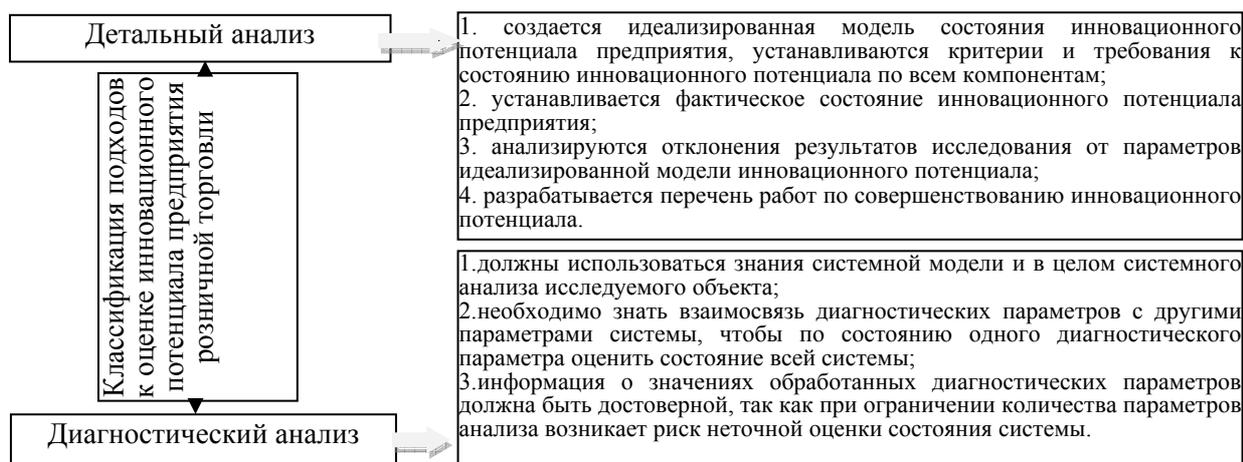 Детальный анализ
1. создается идеализированная модель состояния инновационного
потенциала предприятия, устанавливаются критерии и требования к
состоянию инновационного потенциала по всем компонентам;
2. устанавливается фактическое состояние инновационного потенциала
предприятия;
3. анализируются отклонения результатов исследования от параметров
идеализированной модели инновационного потенциала;
4. разрабатывается перечень работ по совершенствованию инновационного
потенциала.
Классификация подходов
к оценке инновационного
потенциала предприятия
розничной торговли
Диагностический анализ
1.должны использоваться знания системной модели и в целом системного
анализа исследуемого объекта;
2.необходимо знать взаимосвязь диагностических параметров с другими
параметрами системы, чтобы по состоянию одного диагностического
параметра оценить состояние всей системы;
3.информация о значениях обработанных диагностических параметров
должна быть достоверной, так как при ограничении количества параметров
анализа возникает риск неточной оценки состояния системы.